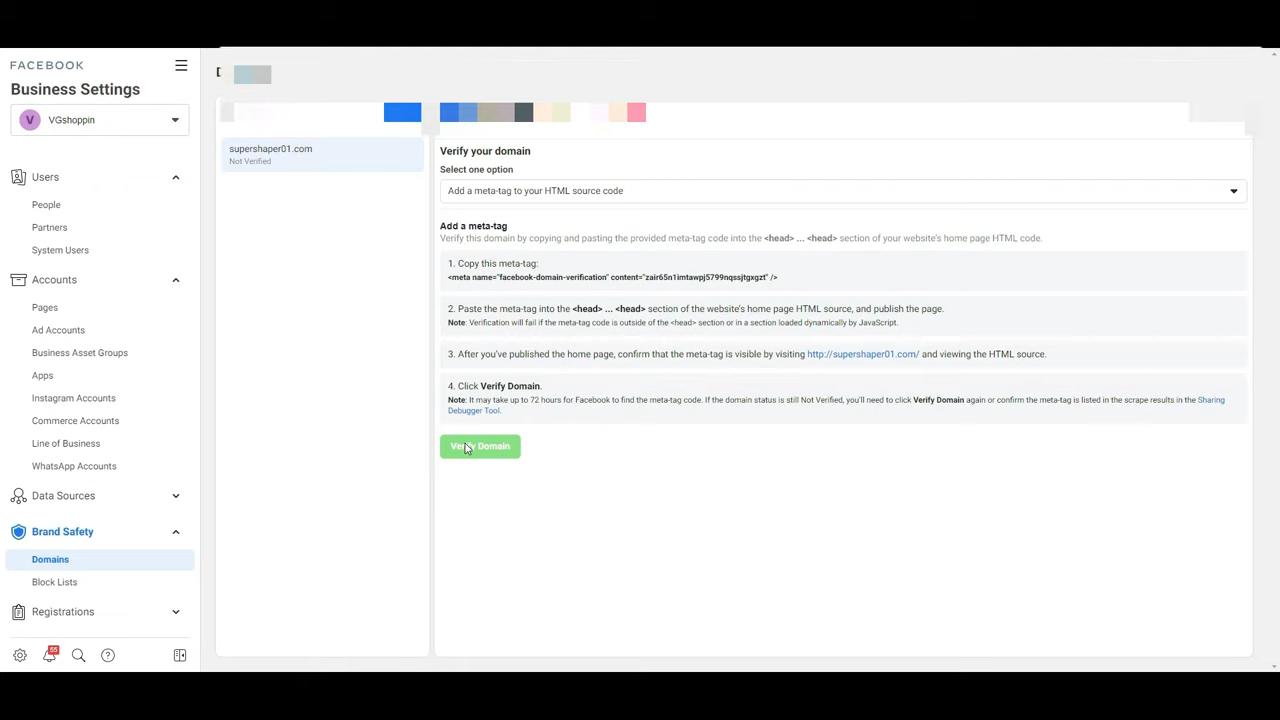 FACEBOOK
Business Settings
V VGshoppin
Users
People
Partners
System Users
Accounts
Pages
Ad Accounts
Business Asset Groups
Apps
Instagram Accounts
Commerce Accounts
Line of Business
WhatsApp Accounts
Data Sources
Brand Safety
Domains
Block Lists
Registrations
55
supershaper01.com
Not Verified
Verify your domain
Select one option
Add a meta-tag to your HTML source code
Add a meta-tag
Verify this domain by copying and pasting the provided meta-tag code into the <head> ... <head> section of your website's home page HTML code.
1. Copy this meta-tag:
<meta name="facebook-domain-verification" content="zair65n1imtawpj5799nqssjtgxgzt" />
2. Paste the meta-tag into the <head> ... <head> section of the website's home page HTML source, and publish the page.
Note: Verification will fail if the meta-tag code is outside of the <head> section or in a section loaded dynamically by JavaScript.
3. After you've published the home page, confirm that the meta-tag is visible by visiting http://supershaper01.com/ and viewing the HTML source.
4. Click Verify Domain.
Note: It may take up to 72 hours for Facebook to find the meta-tag code. If the domain status is still Not Verified, you'll need to click Verify Domain again or confirm the meta-tag is listed in the scrape results in the Sharing
Debugger Tool.
Verify Domain